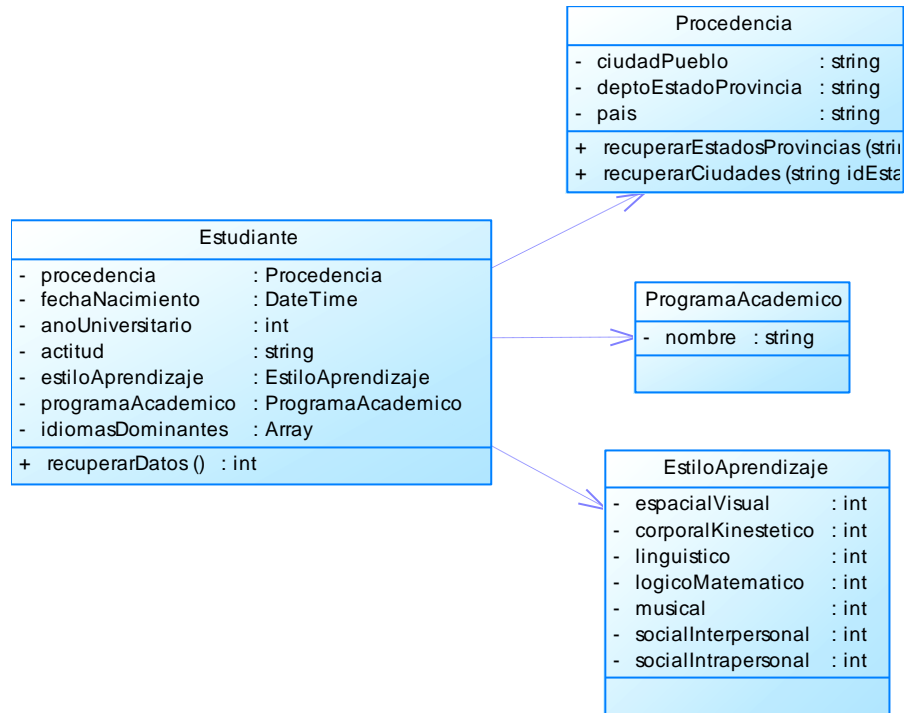 Procedencia
- ciudadPueblo : string
- deptoEstadoProvincia : string
- pais : string
+ recuperarEstadosProvincias (stri
+ recuperarCiudades (string idEsta
Estudiante
- procedencia : Procedencia
- fechaNacimiento : DateTime
- anoUniversitario : int
- actitud : string
- estiloAprendizaje : EstiloAprendizaje
- programaAcademico : ProgramaAcademico
- idiomasDominantes : Array
+ recuperarDatos () : int
ProgramaAcademico
- nombre : string
EstiloAprendizaje
- espacialVisual : int
- corporalKinestetico : int
- linguistico : int
- logicoMatematico : int
- musical : int
- socialInterpersonal : int
- socialIntrapersonal : int